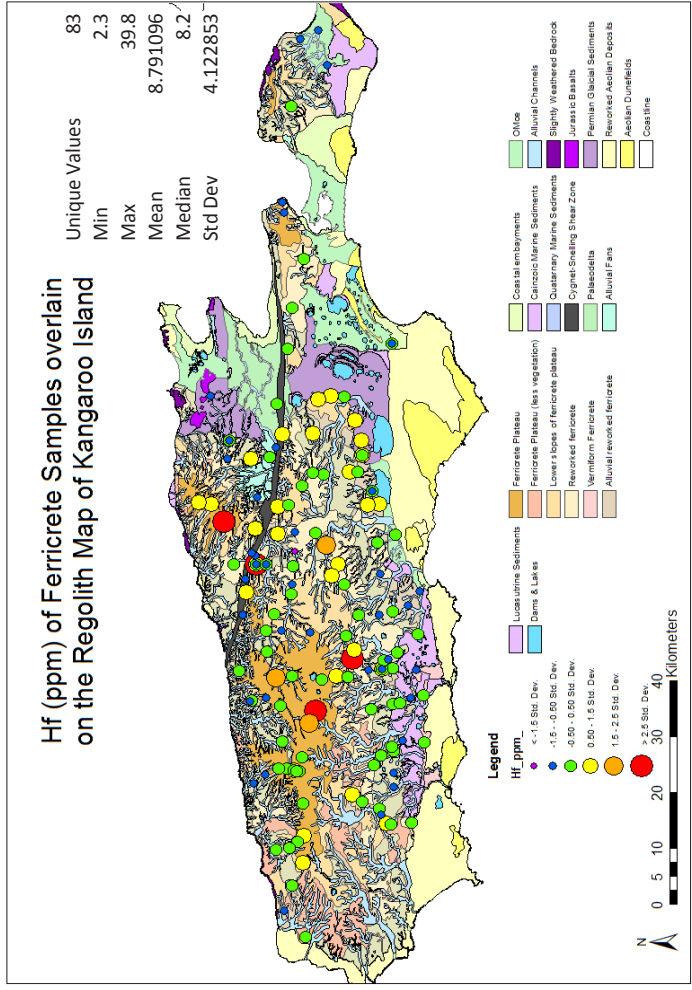 Hf (ppm) of Ferricrete Samples overlain
on the Regolith Map of Kangaroo Island
Unique Values 83
Min 2.3
Max 39.8
Mean 8.791096
Median 8.2
Std Dev 4.122853
Legend
Hf_ppm_
< -1.5 Std. Dev.
-1.5 - -0.50 Std. Dev.
-0.50 - 0.50 Std. Dev.
0.50 - 1.5 Std. Dev.
1.5 - 2.5 Std. Dev.
> 2.5 Std. Dev.
Lucasutrine Sediments
Dams & Lakes
Ferricrete Plateau
Ferricrete Plateau (less vegetation)
Lower slopes of ferricrete plateau
Reworked ferricrete
Vermiform Ferricrete
Alluvial reworked ferricrete
Coastal embayments
Cainzoic Marine Sediments
Quatarnary Marine Sediments
Cygnet-Snelling Shear Zone
Palaeodelta
Alluvial Fans
OMce
Alluvial Channels
Slightly Weathered Bedrock
Jurassic Basalts
Permian Glaicial Sediments
Reworked Aeolian Deposits
Aeolian Dunefields
Coastline
N
0 5 10 20 30 40
Kilometers